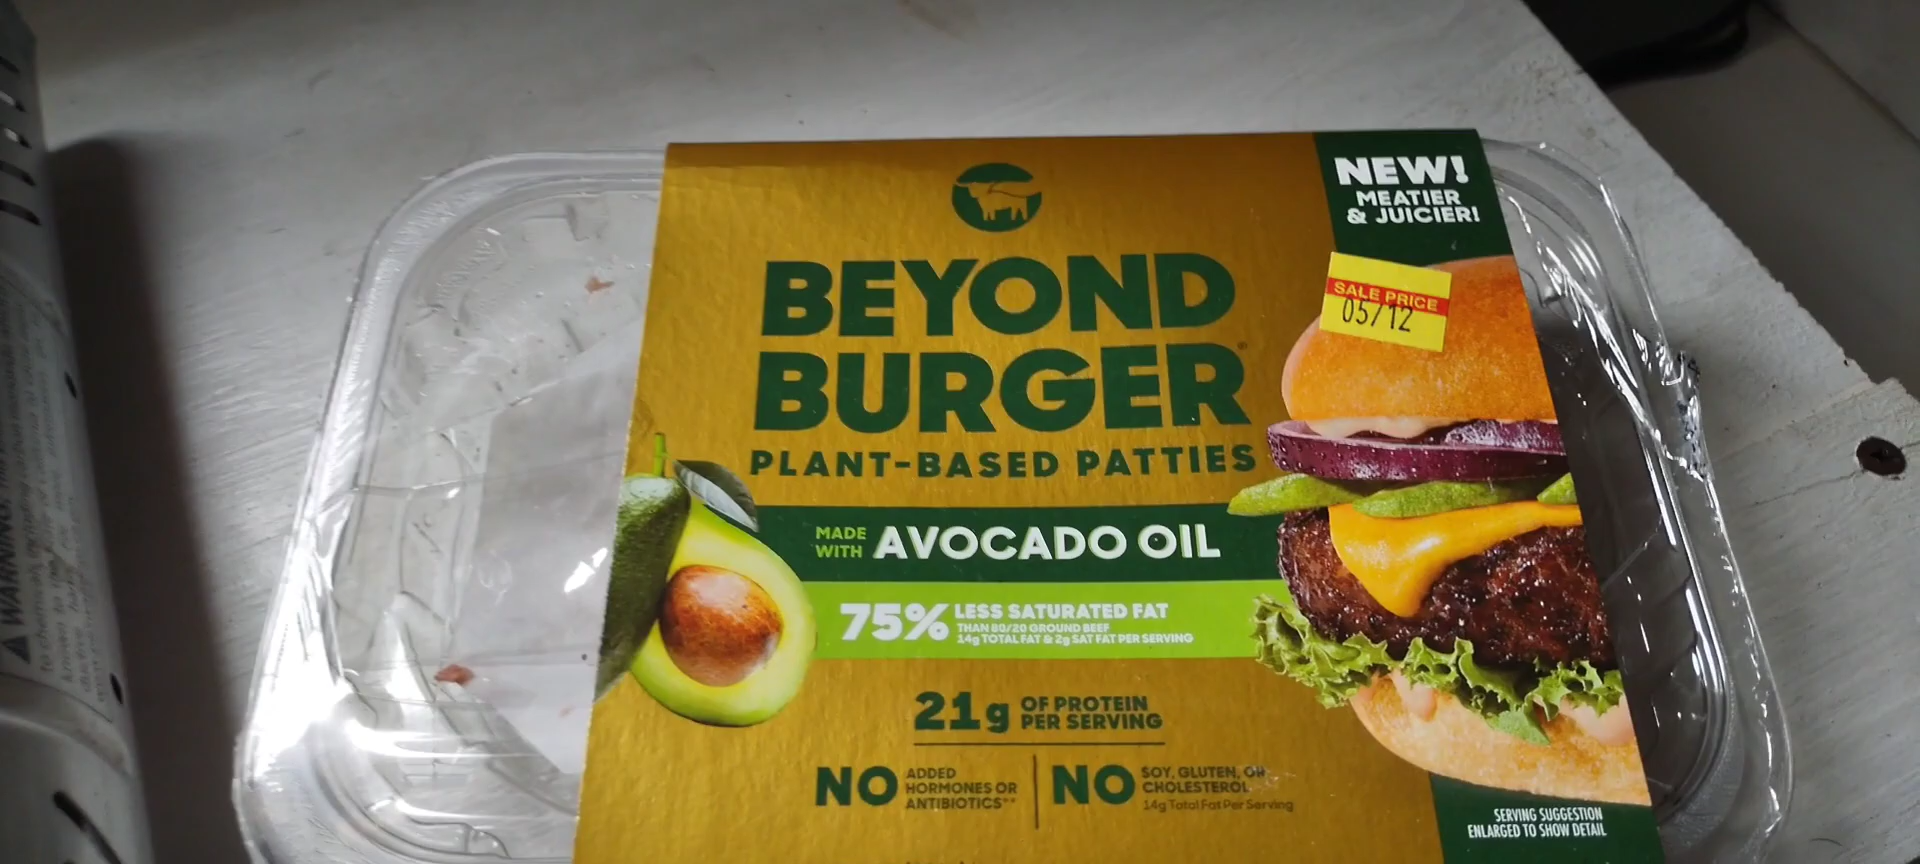 NEW!
MEATIER
& JUICIER!
BEYOND
BURGER®
PLANT-BASED PATTIES
SALE PRICE
05/12
MADE
WITH
AVOCADO OIL
75%
LESS SATURATED FAT
THAN 80/20 GROUND BEEF
14g TOTAL FAT & 2g SAT FAT PER SERVING
21g
OF PROTEIN
PER SERVING
NO
ADDED
HORMONES OR
ANTIBIOTICS**
NO
SOY, GLUTEN, OR
CHOLESTEROL
14g Total Fat Per Serving
SERVING SUGGESTION
ENLARGED TO SHOW DETAIL
WARNING: